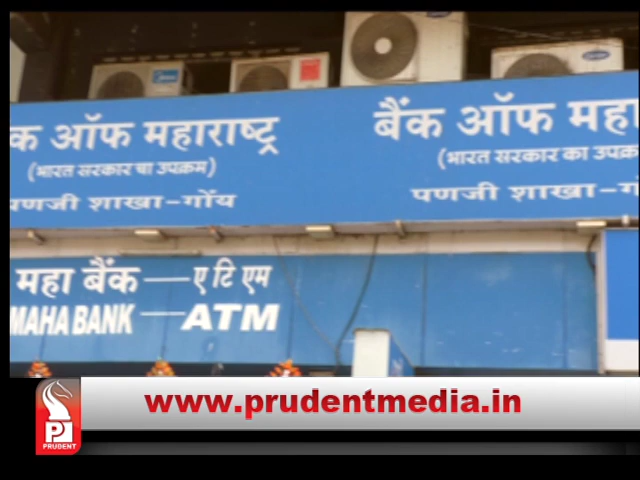 क ऑफ महाराष्ट्र
(भारत सरकार चा उपक्रम)
पणजी शाखा-गोंय
बैंक ऑफ महा
(भारत सरकार का उपक्र
पणजी शाखा-गों
महा बैंक — ए टि एम
MAHA BANK — ATM
www.prudentmedia.in
PRUDENT